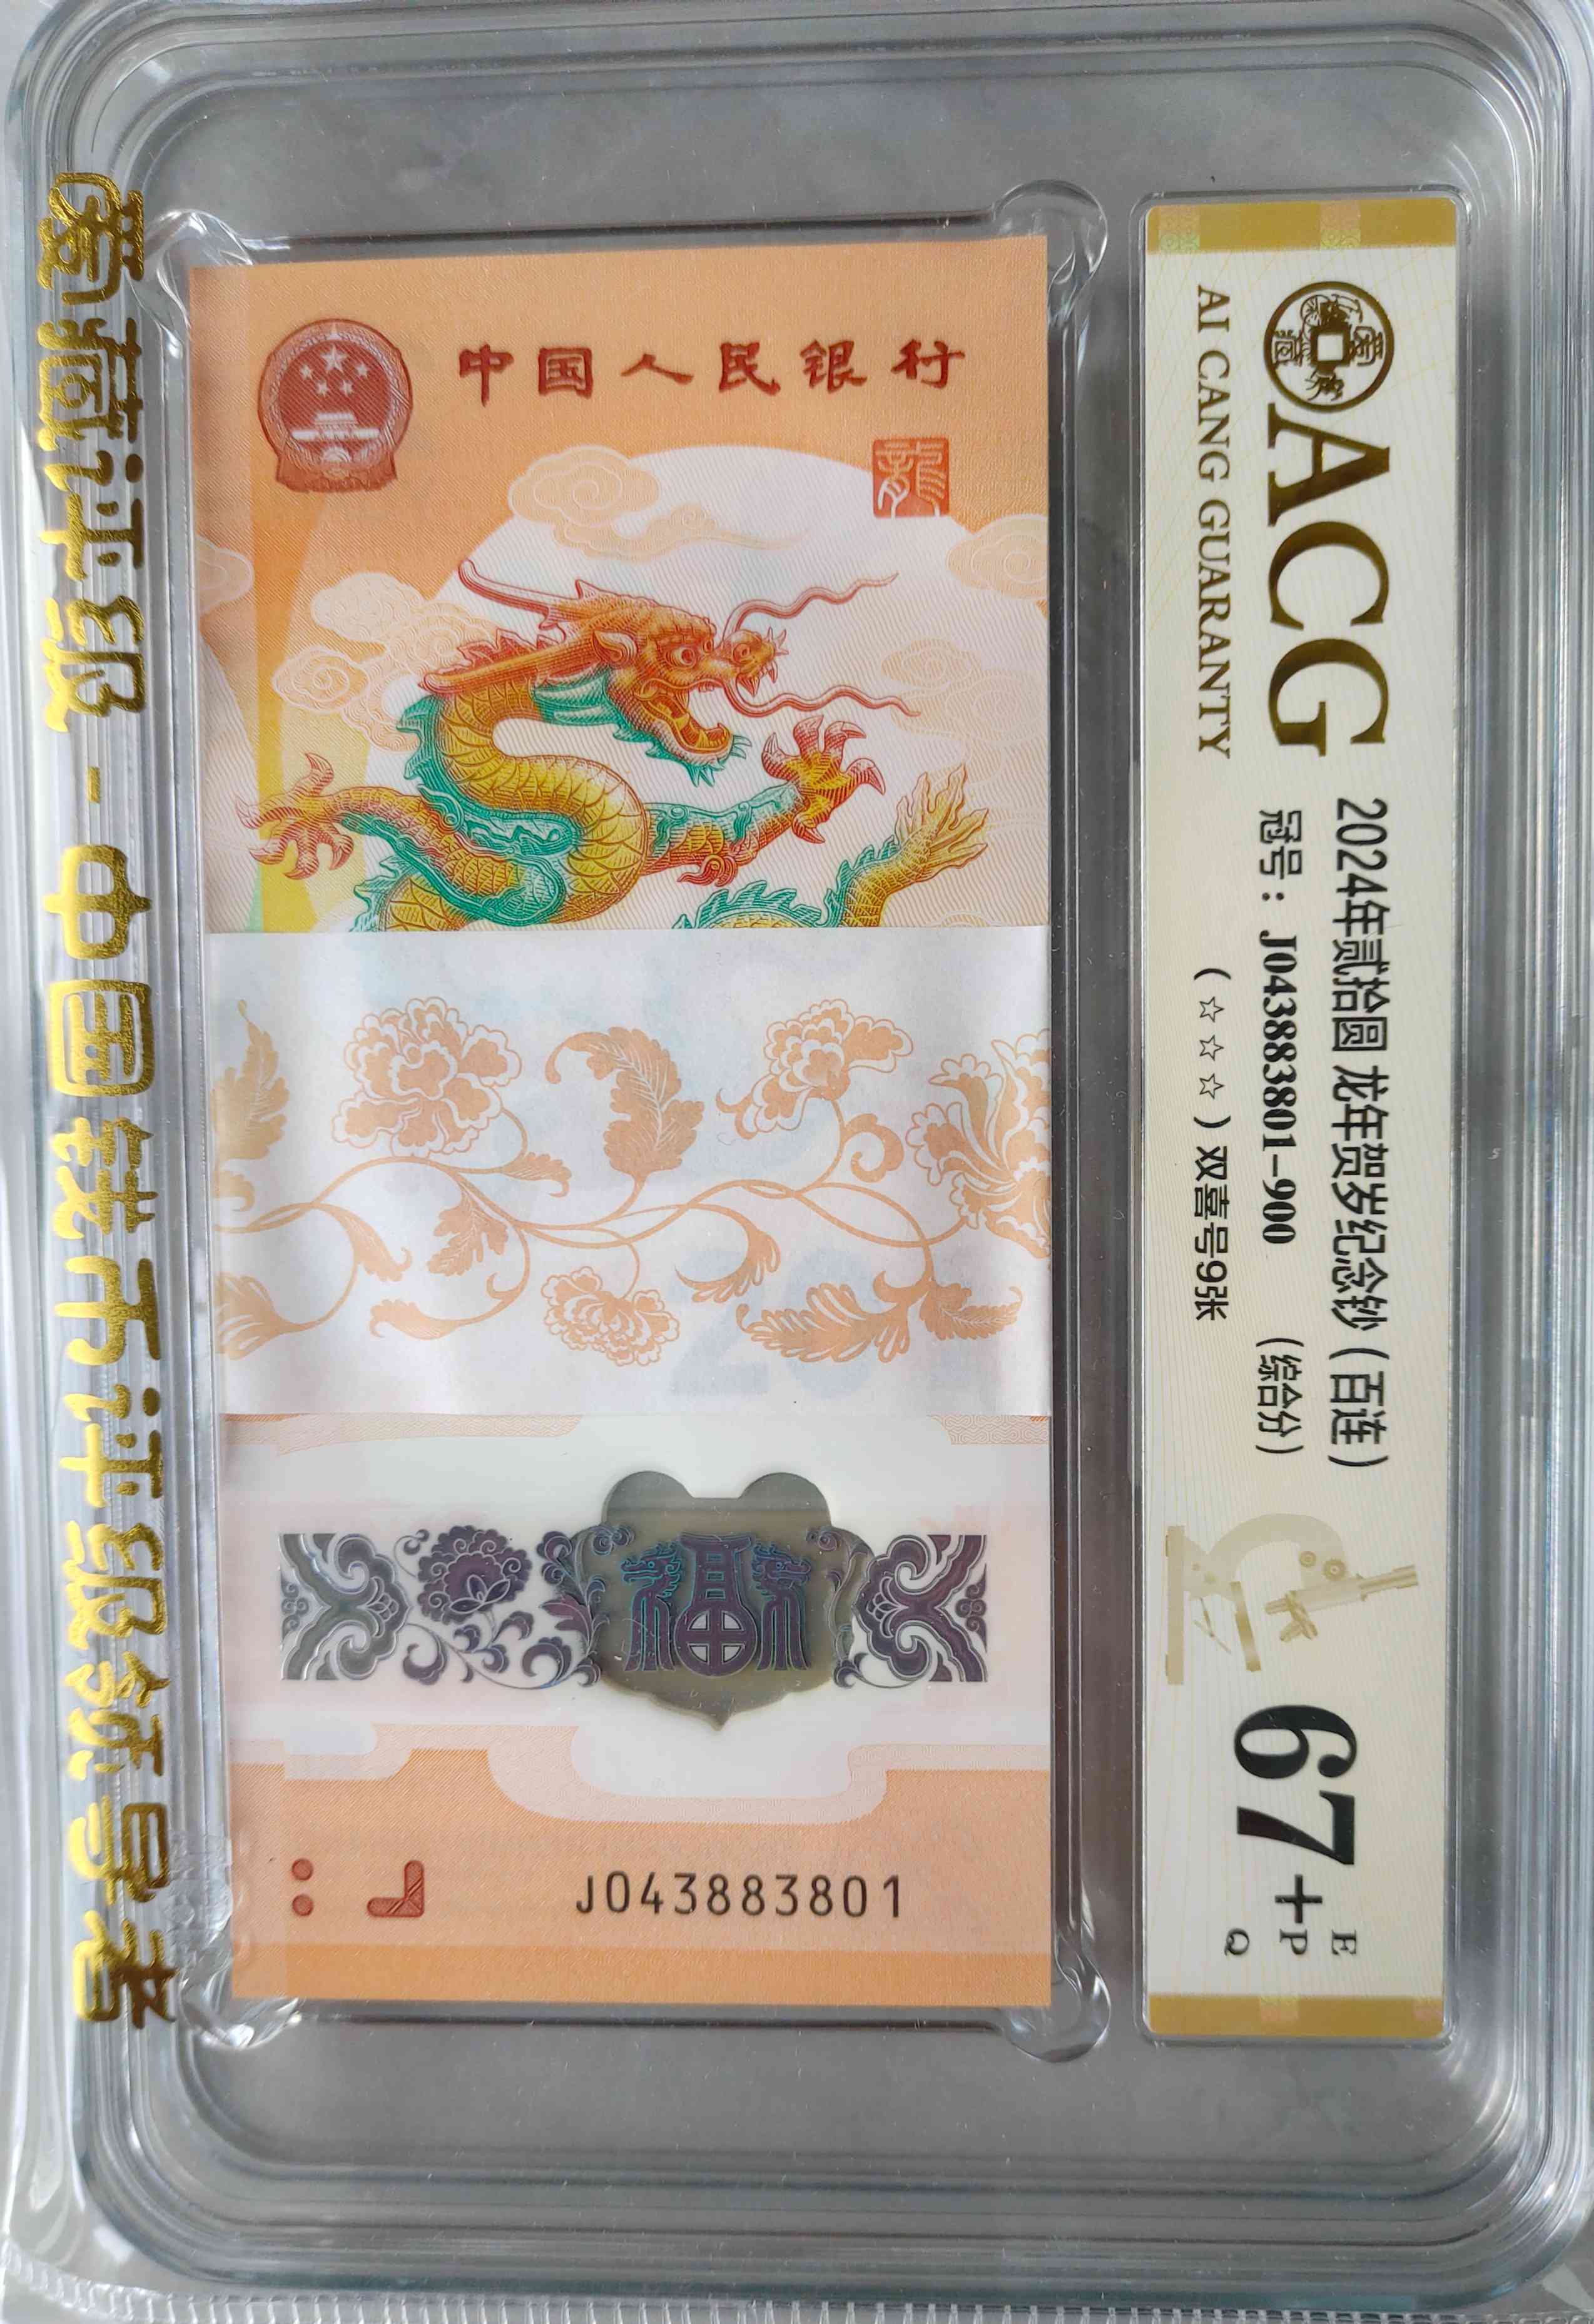 爱藏评级-中国钱币评级领导者
中国人民银行
龍
福
J043883801
ACG
AI CANG GUARANTY
2024年贰拾圆 龙年贺岁纪念钞(百连)
冠号:J043883801-900 (综合分)
(☆☆☆)双喜号9张
67+
E
P
Q